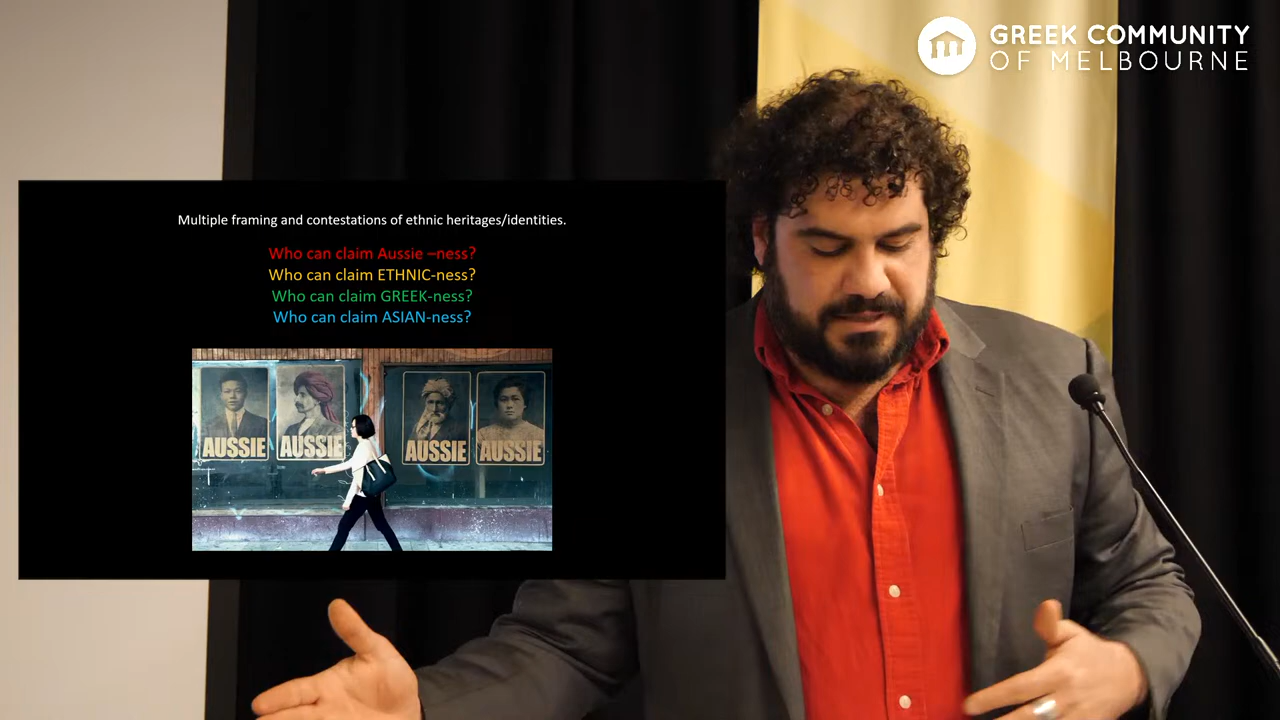 GREEK COMMUNITY
OF MELBOURNE
Multiple framing and contestations of ethnic heritages/identities.
Who can claim Aussie –ness?
Who can claim ETHNIC-ness?
Who can claim GREEK-ness?
Who can claim ASIAN-ness?
AUSSIE
AUSSIE
AUSSIE
AUSSIE